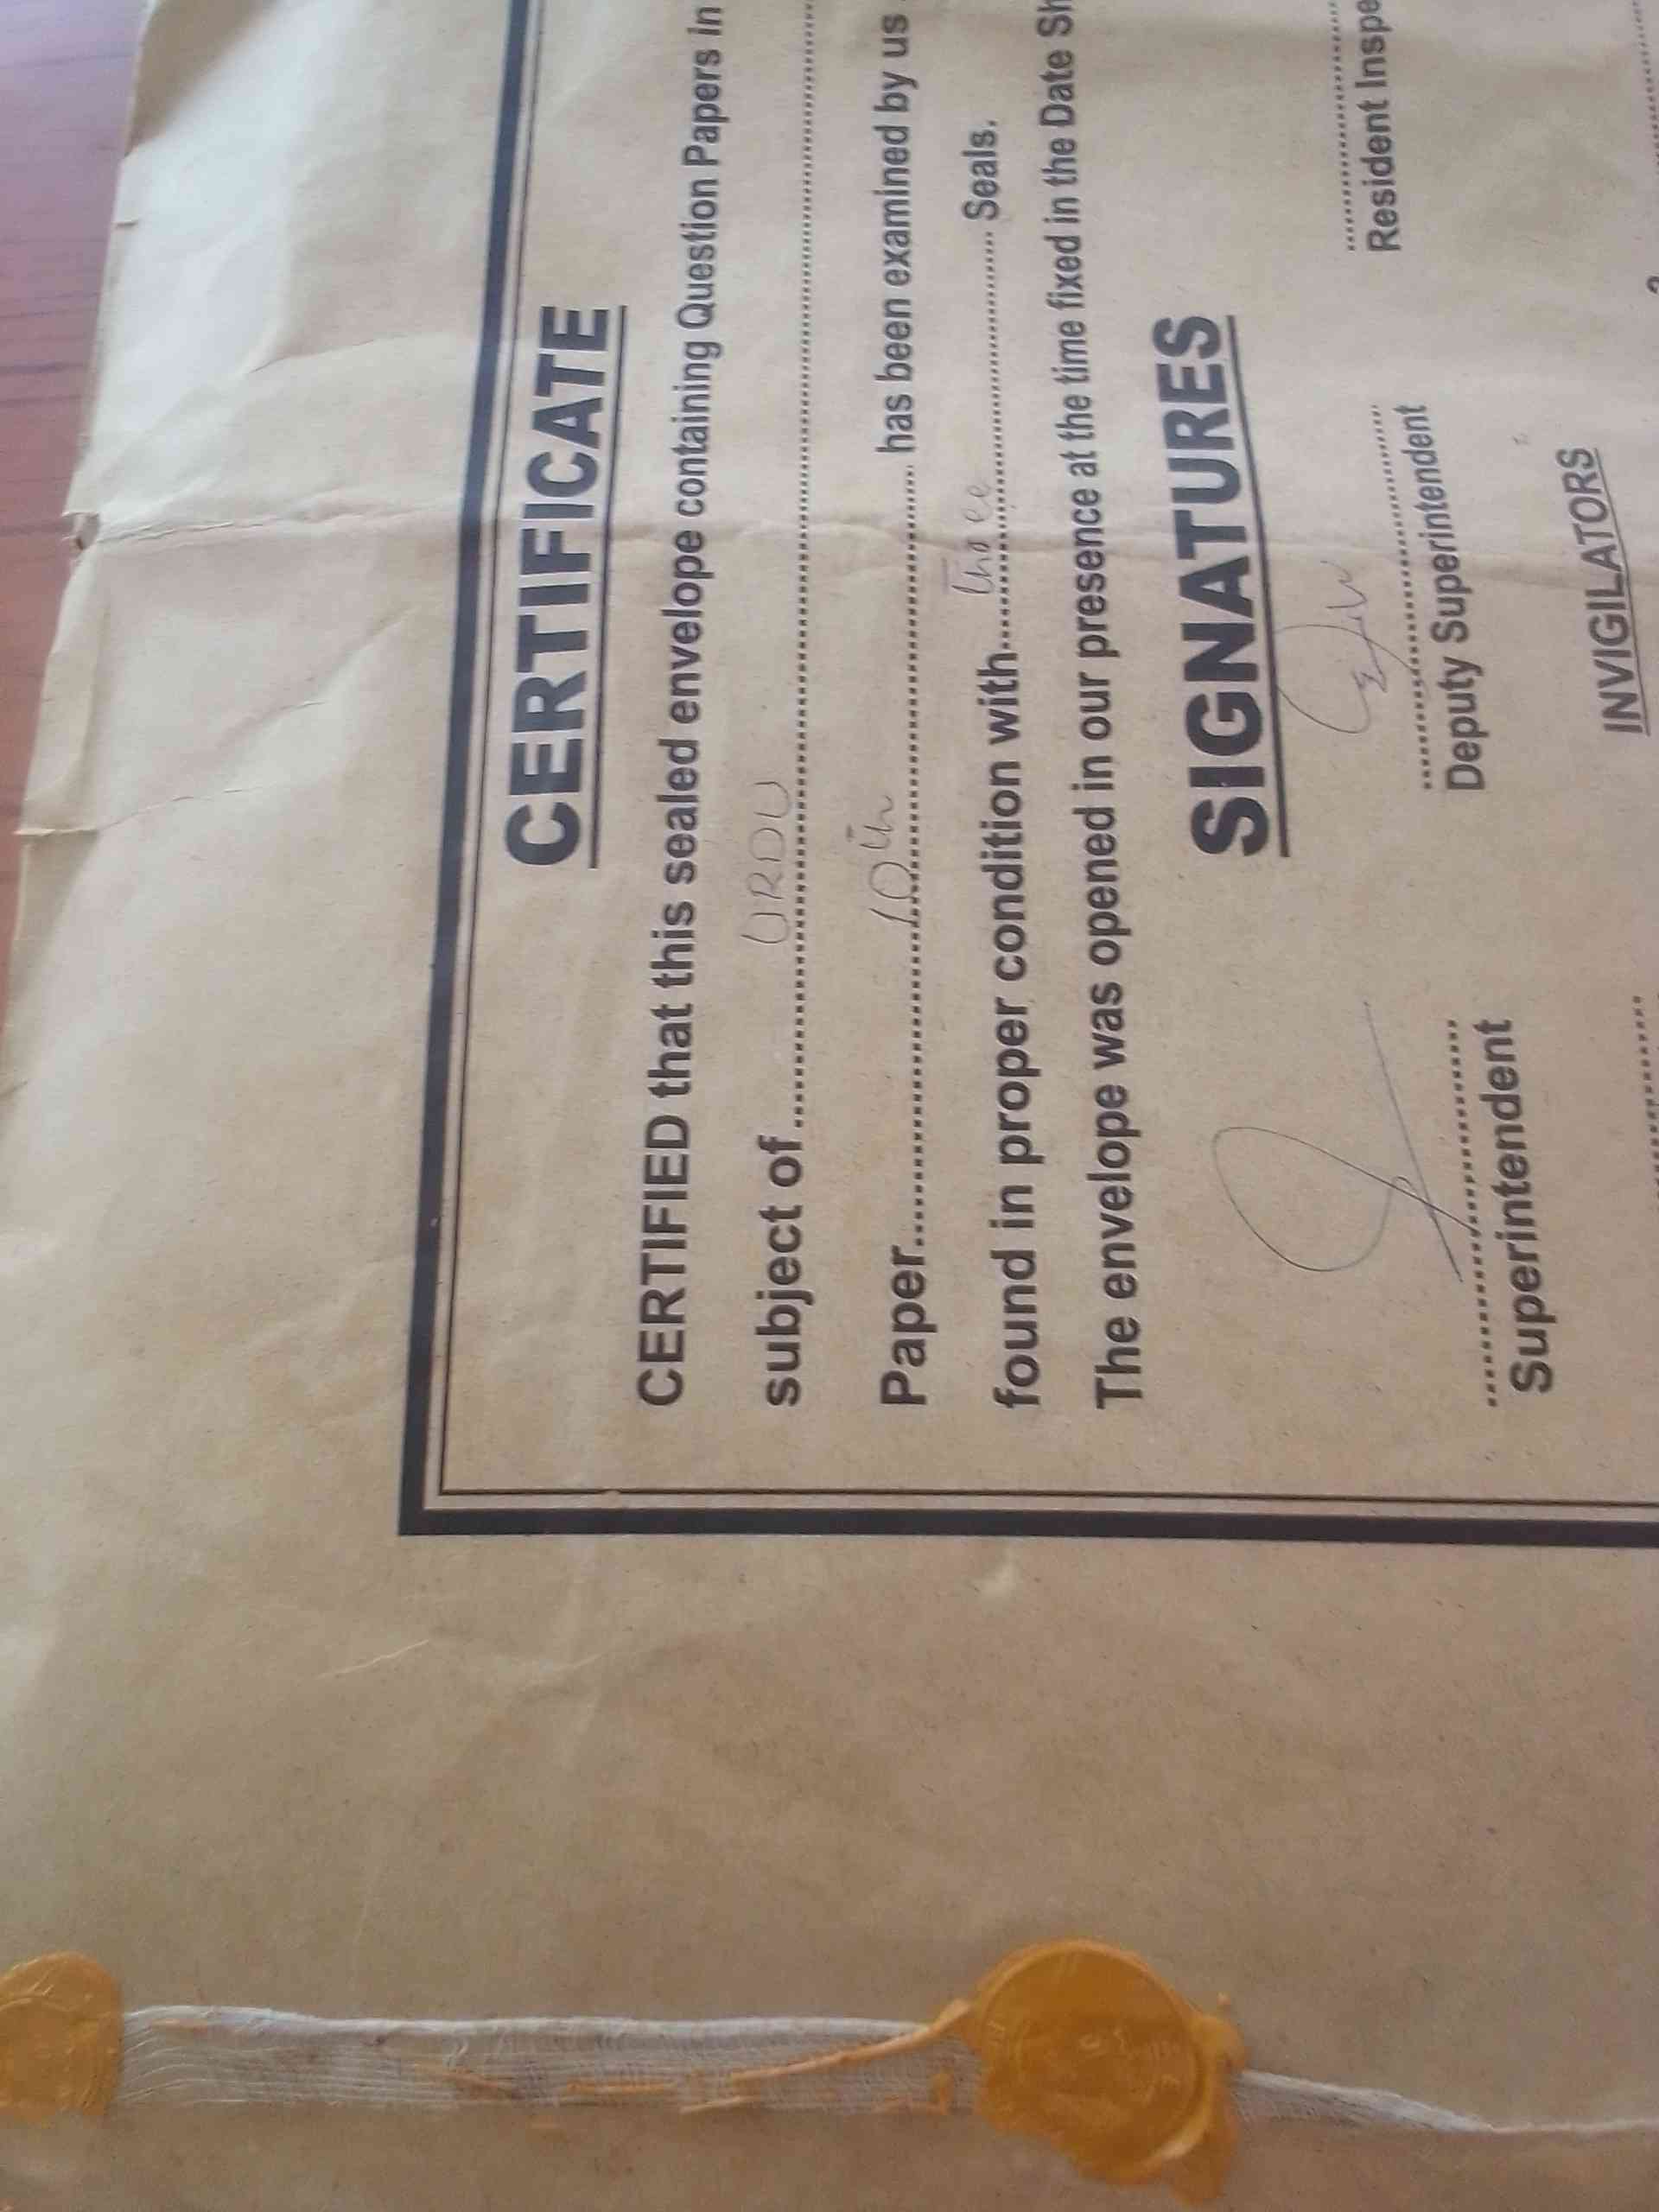 CERTIFICATE
CERTIFIED that this sealed envelope containing Question Papers in
subject of.....................URDU..........................................................................
Paper.....................10th............................ has been examined by us
found in proper condition with......Three.................... Seals.
The envelope was opened in our presence at the time fixed in the Date Sh
SIGNATURES
Superintendent
Deputy Superintendent
Resident Inspe
INVIGILATORS